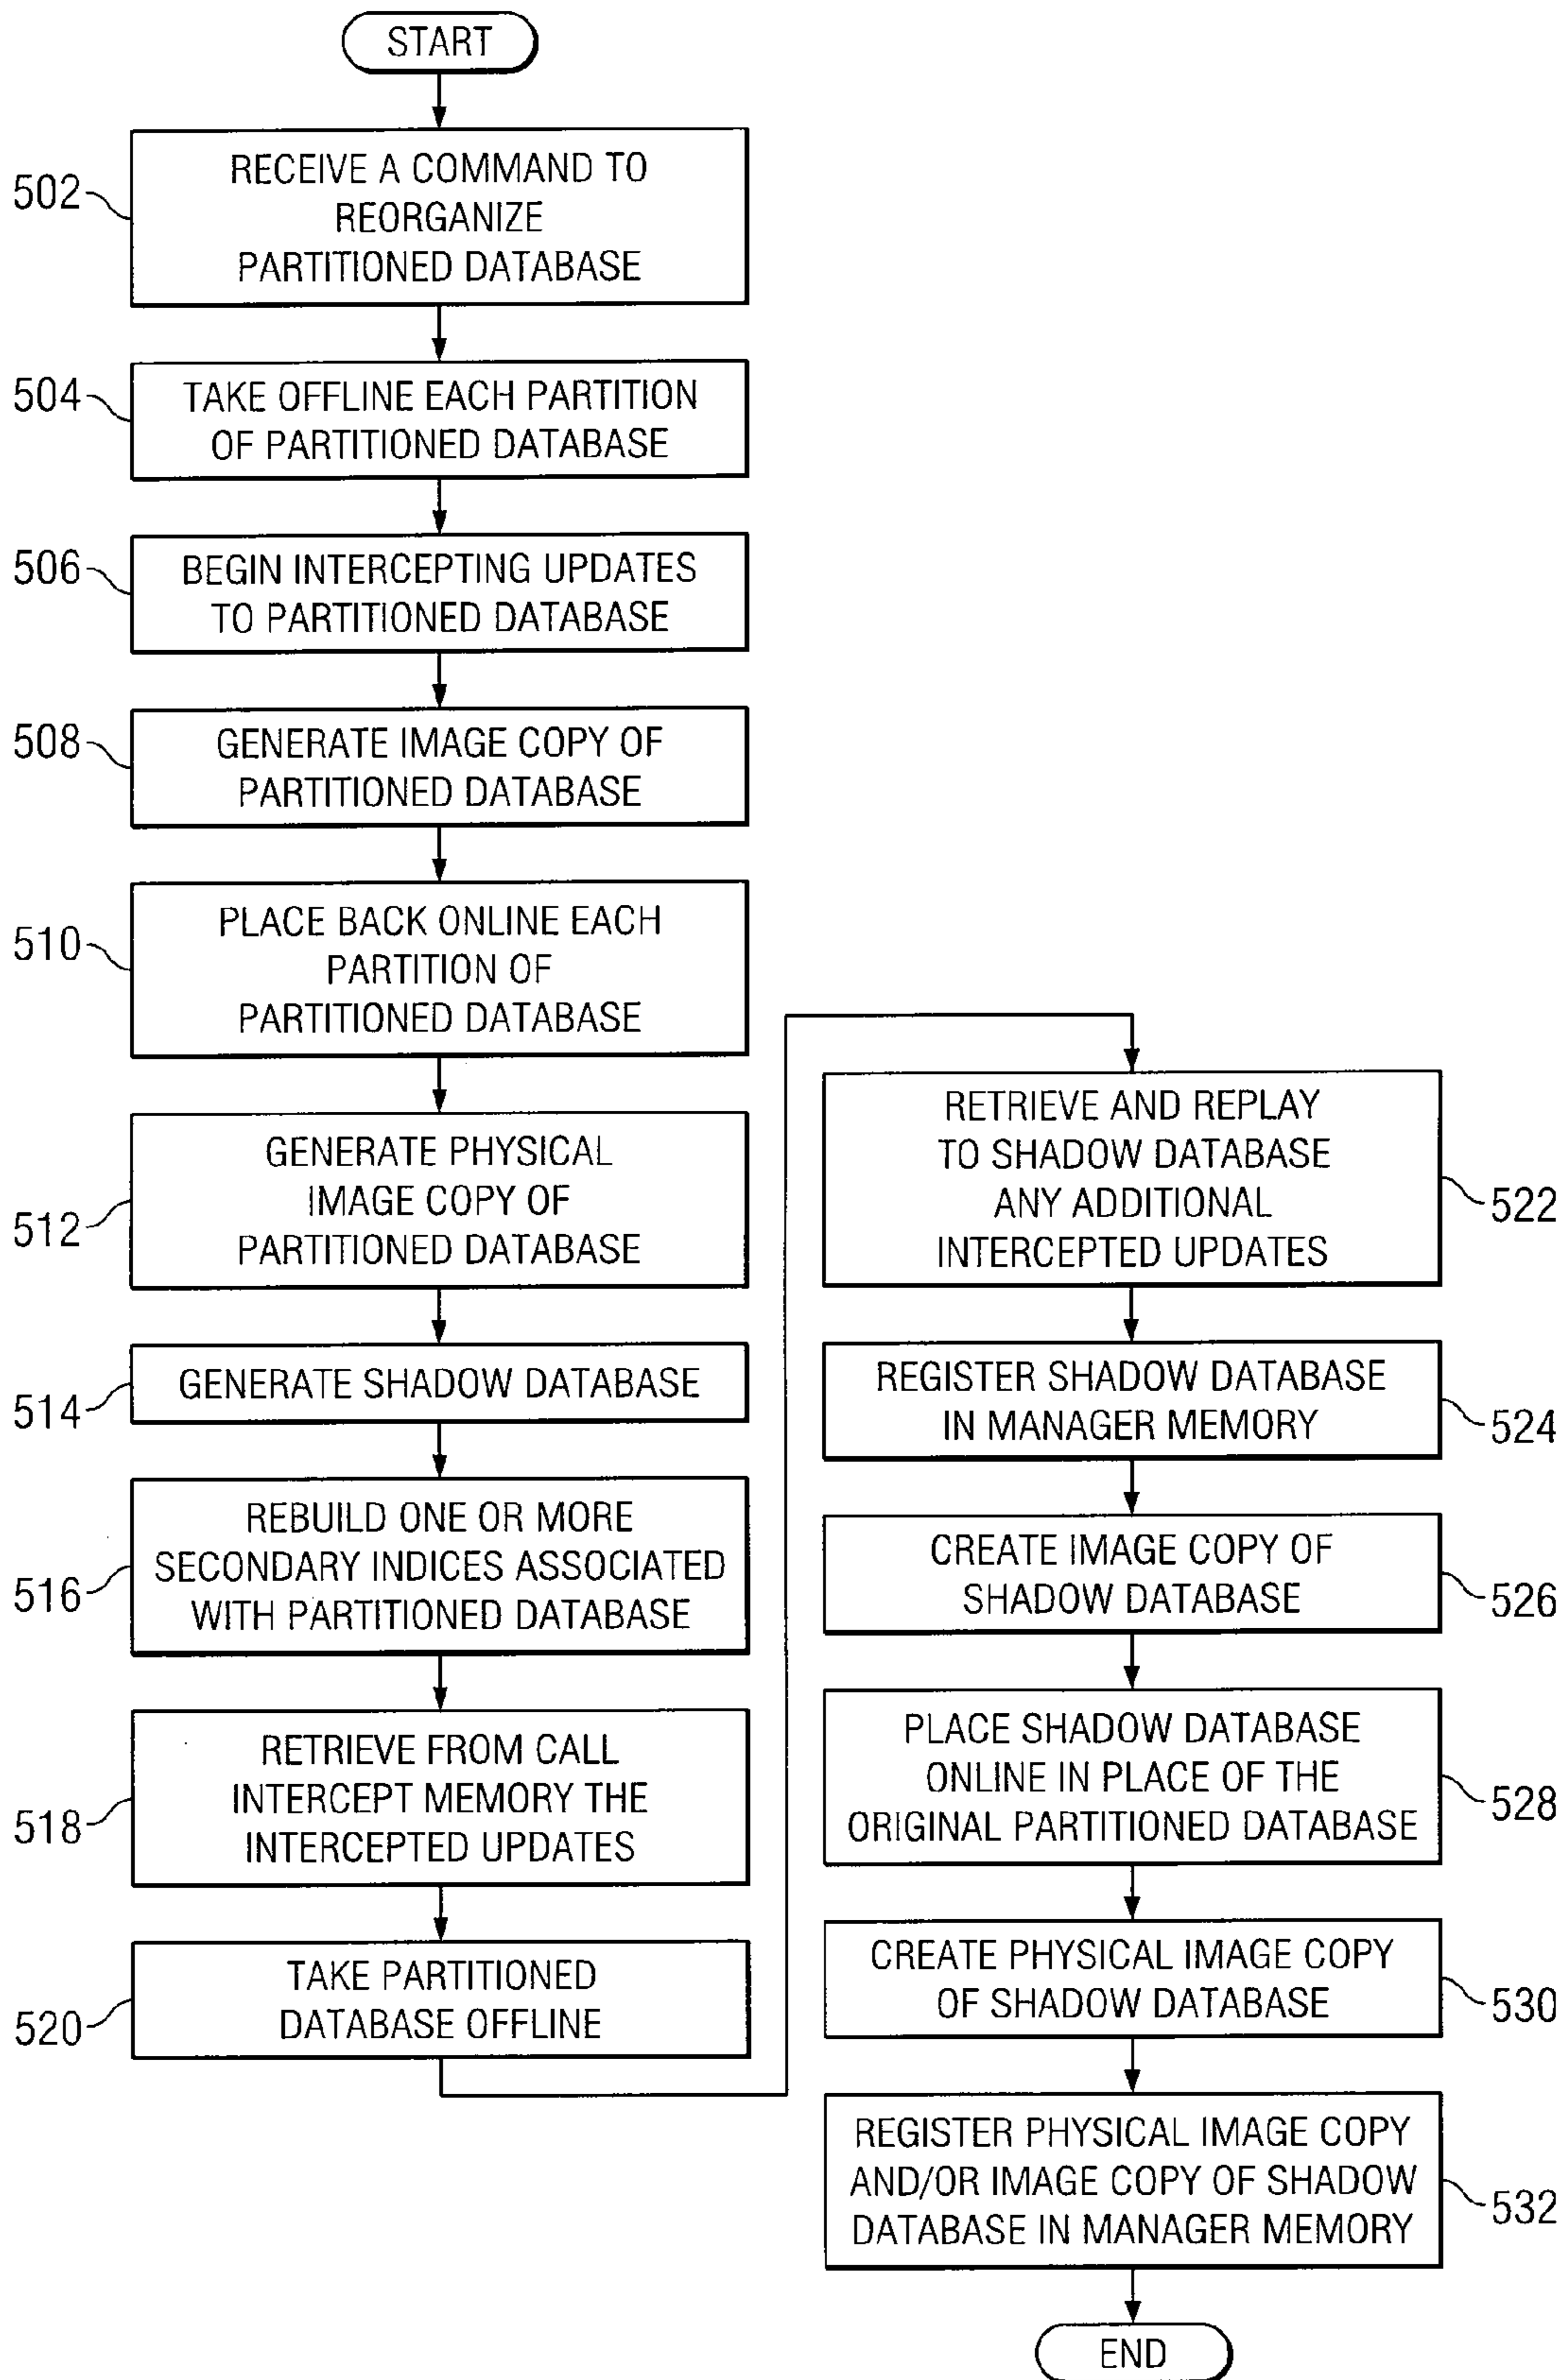 START
502
RECEIVE A COMMAND TO
REORGANIZE
PARTITIONED DATABASE
504
TAKE OFFLINE EACH PARTITION
OF PARTITIONED DATABASE
506
BEGIN INTERCEPTING UPDATES
TO PARTITIONED DATABASE
508
GENERATE IMAGE COPY OF
PARTITIONED DATABASE
510
PLACE BACK ONLINE EACH
PARTITION OF
PARTITIONED DATABASE
512
GENERATE PHYSICAL
IMAGE COPY OF
PARTITIONED DATABASE
514
GENERATE SHADOW DATABASE
516
REBUILD ONE OR MORE
SECONDARY INDICES ASSOCIATED
WITH PARTITIONED DATABASE
518
RETRIEVE FROM CALL
INTERCEPT MEMORY THE
INTERCEPTED UPDATES
520
TAKE PARTITIONED
DATABASE OFFLINE
RETRIEVE AND REPLAY
TO SHADOW DATABASE
ANY ADDITIONAL
INTERCEPTED UPDATES
522
REGISTER SHADOW DATABASE
IN MANAGER MEMORY
524
CREATE IMAGE COPY OF
SHADOW DATABASE
526
PLACE SHADOW DATABASE
ONLINE IN PLACE OF THE
ORIGINAL PARTITIONED DATABASE
528
CREATE PHYSICAL IMAGE COPY
OF SHADOW DATABASE
530
REGISTER PHYSICAL IMAGE COPY
AND/OR IMAGE COPY OF SHADOW
DATABASE IN MANAGER MEMORY
532
END